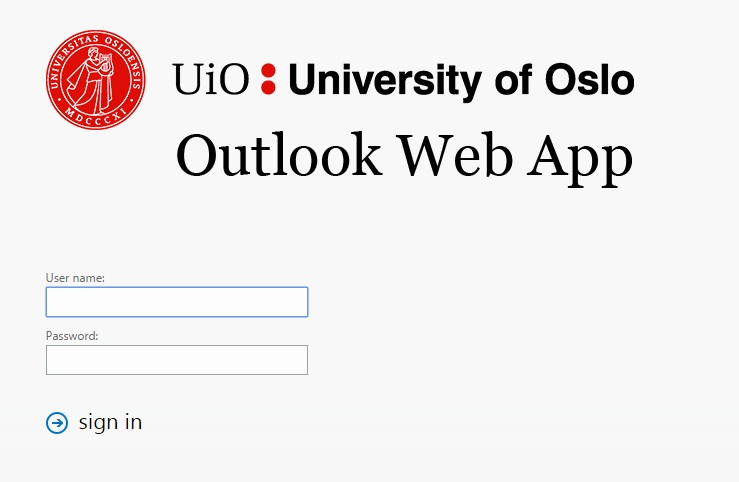 UNIVERSITAS OSLOENSIS
MDCCCXI
UiO : University of Oslo
Outlook Web App
User name:
Password:
sign in